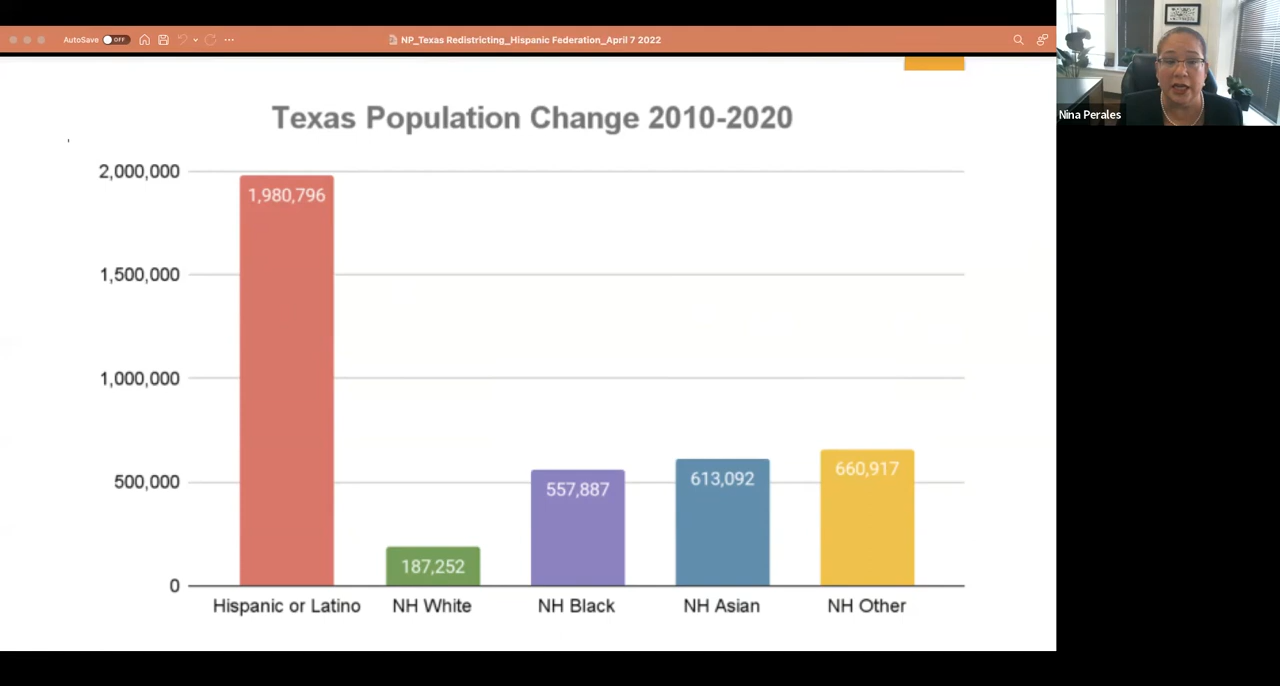 AutoSave OFF
NP_Texas Redistricting_Hispanic Federation_April 7 2022
Nina Perales
Texas Population Change 2010-2020
2,000,000
1,980,796
1,500,000
1,000,000
500,000
660,917
613,092
557,887
187,252
0
Hispanic or Latino NH White NH Black NH Asian NH Other